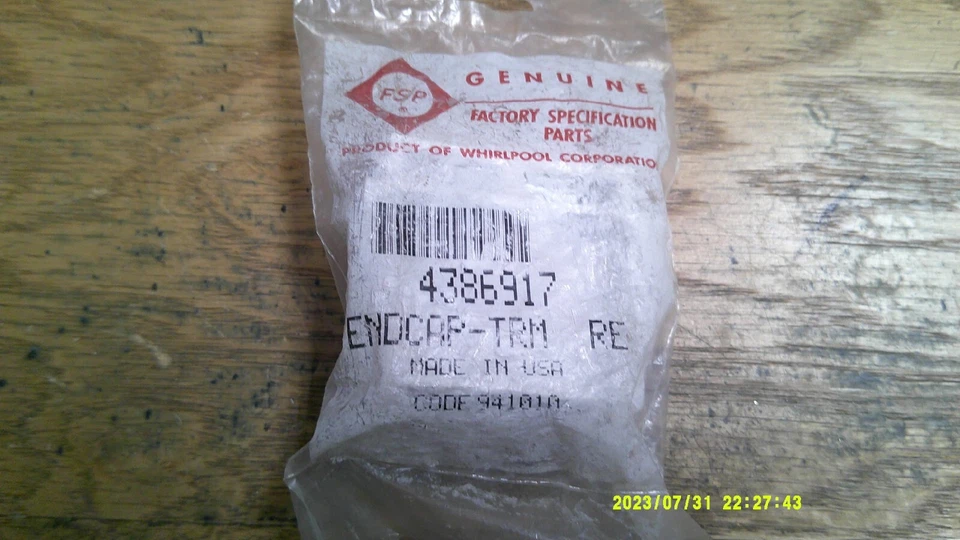 FSP
GENUINE
FACTORY SPECIFICATION
PARTS
PRODUCT OF WHIRLPOOL CORPORATIO
4386917
ENDCAP-TRM RE
MADE IN USA
CODE 941010
2023/07/31 22:27:43